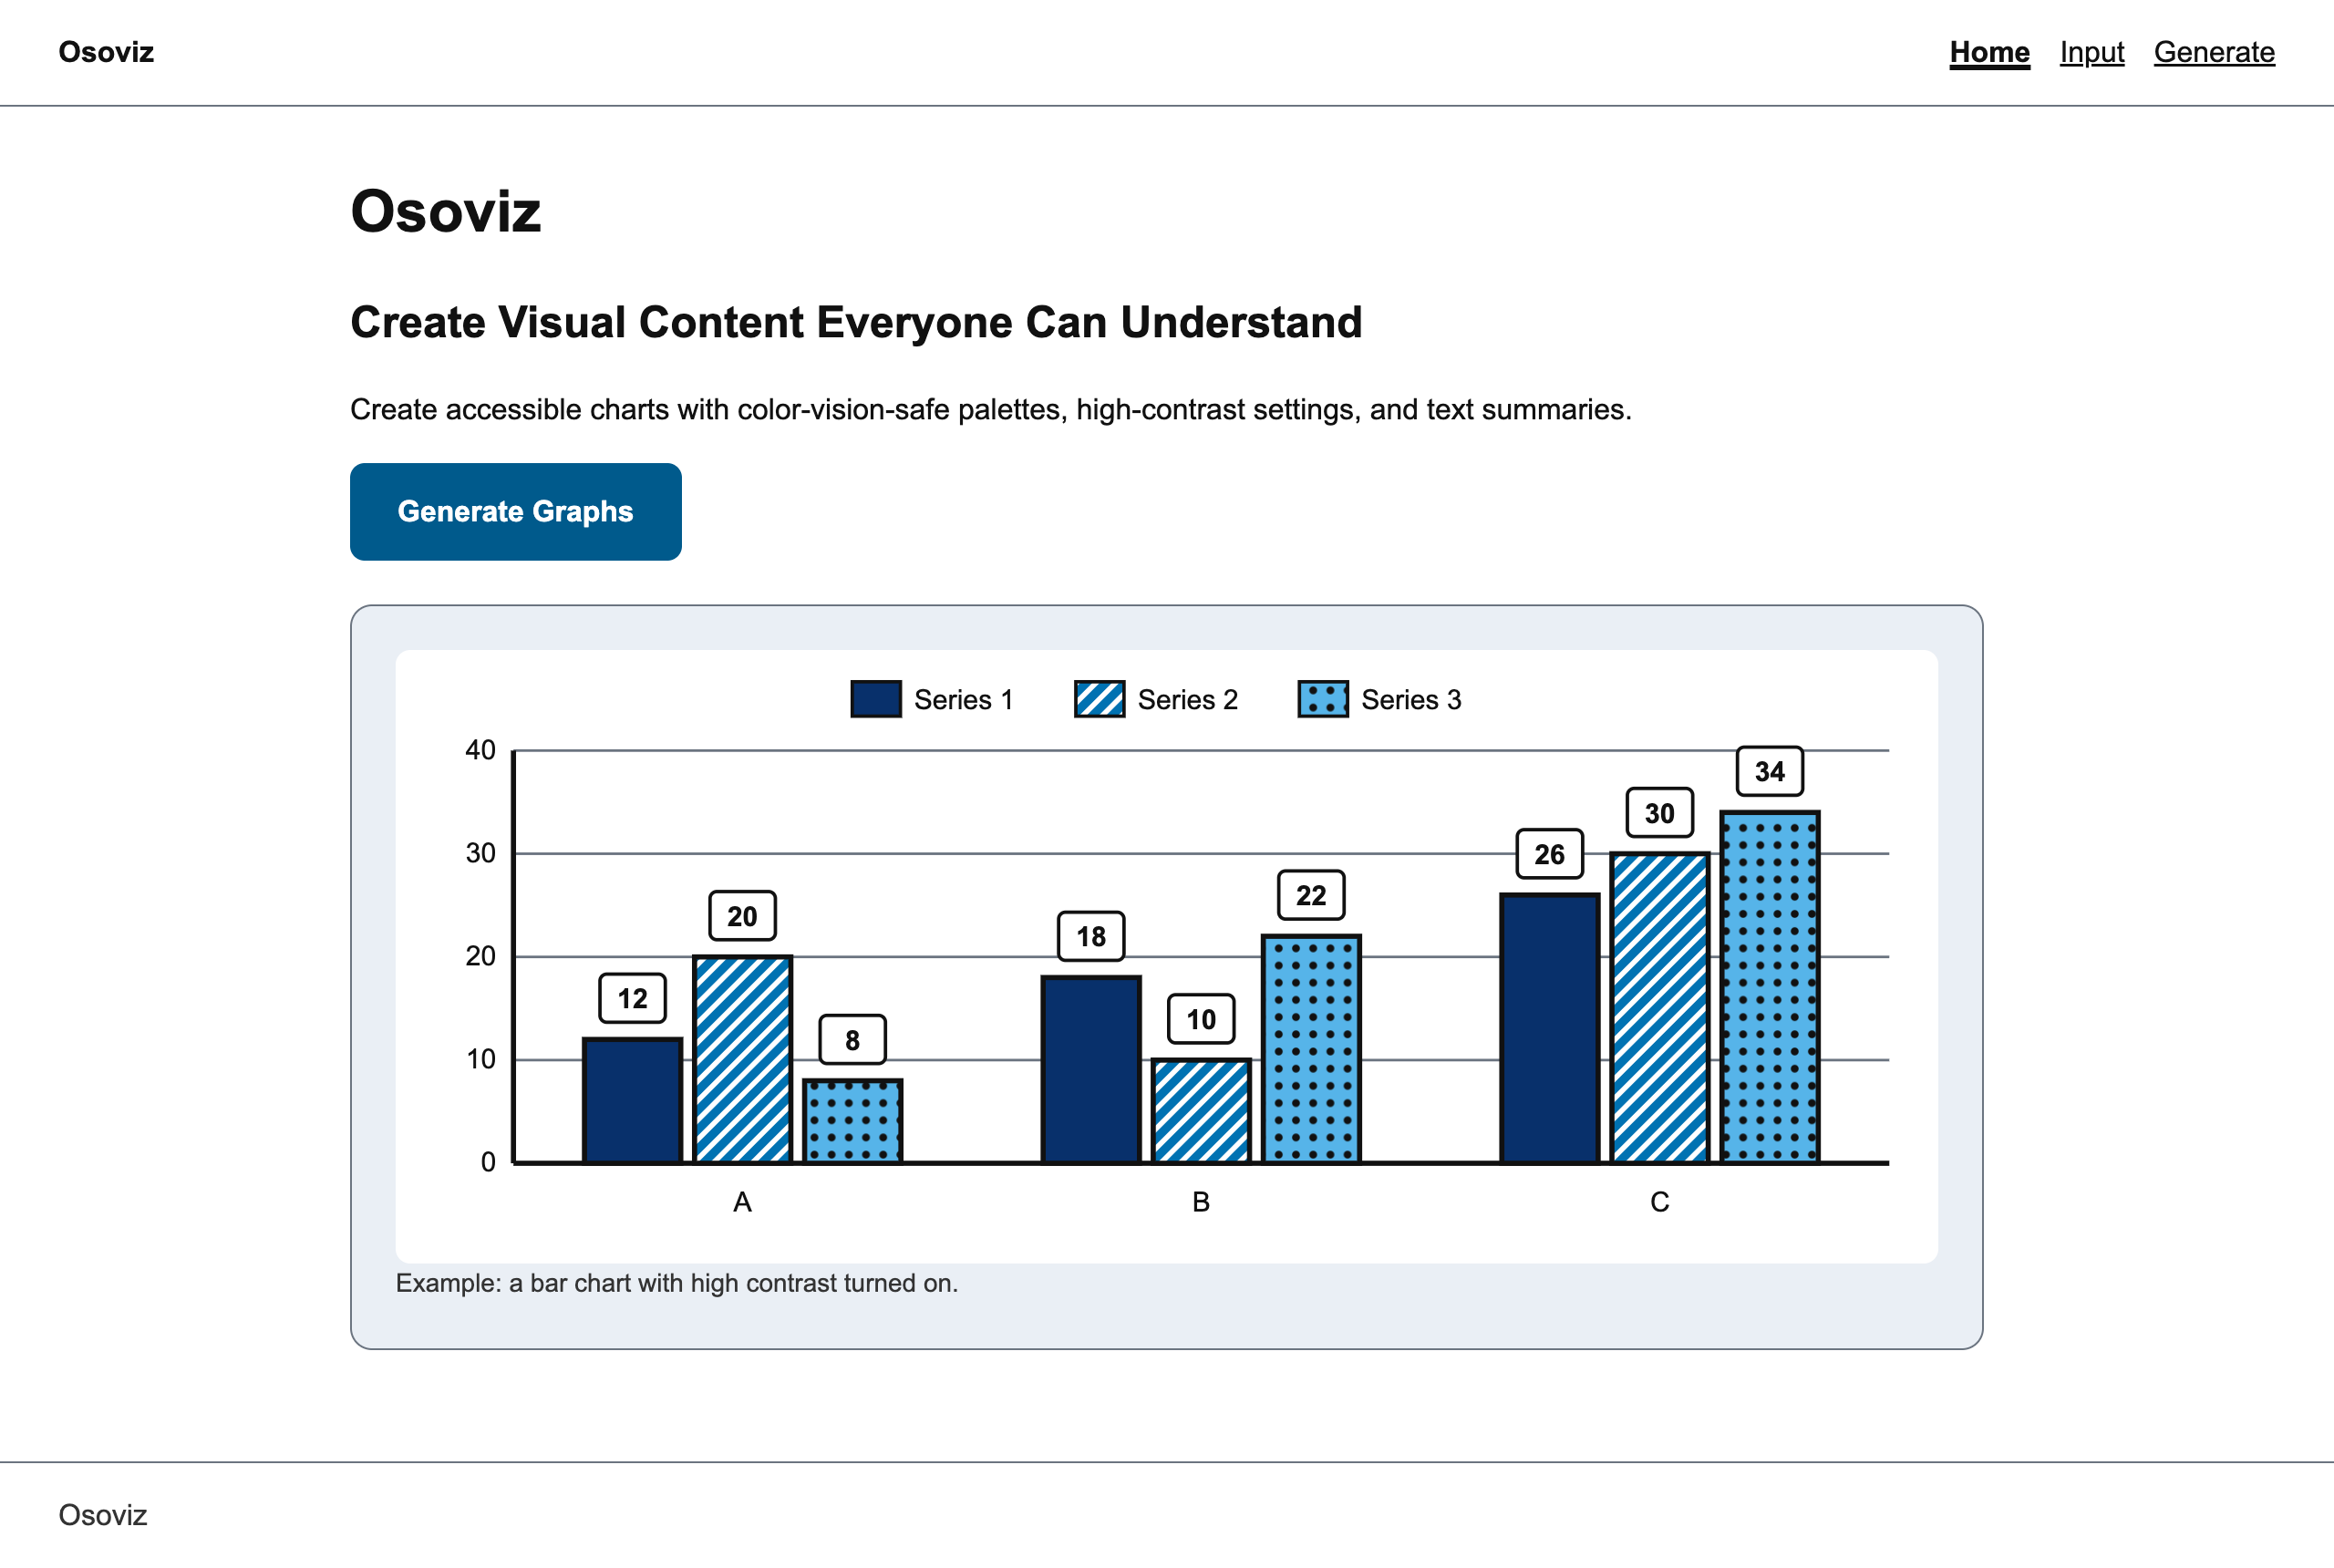 Osoviz
Home Input Generate
Osoviz
Create Visual Content Everyone Can Understand
Create accessible charts with color-vision-safe palettes, high-contrast settings, and text summaries.
Generate Graphs
Series 1 Series 2 Series 3
40
30
20
10
0
12
20
8
18
10
22
26
30
34
A B C
Example: a bar chart with high contrast turned on.
Osoviz